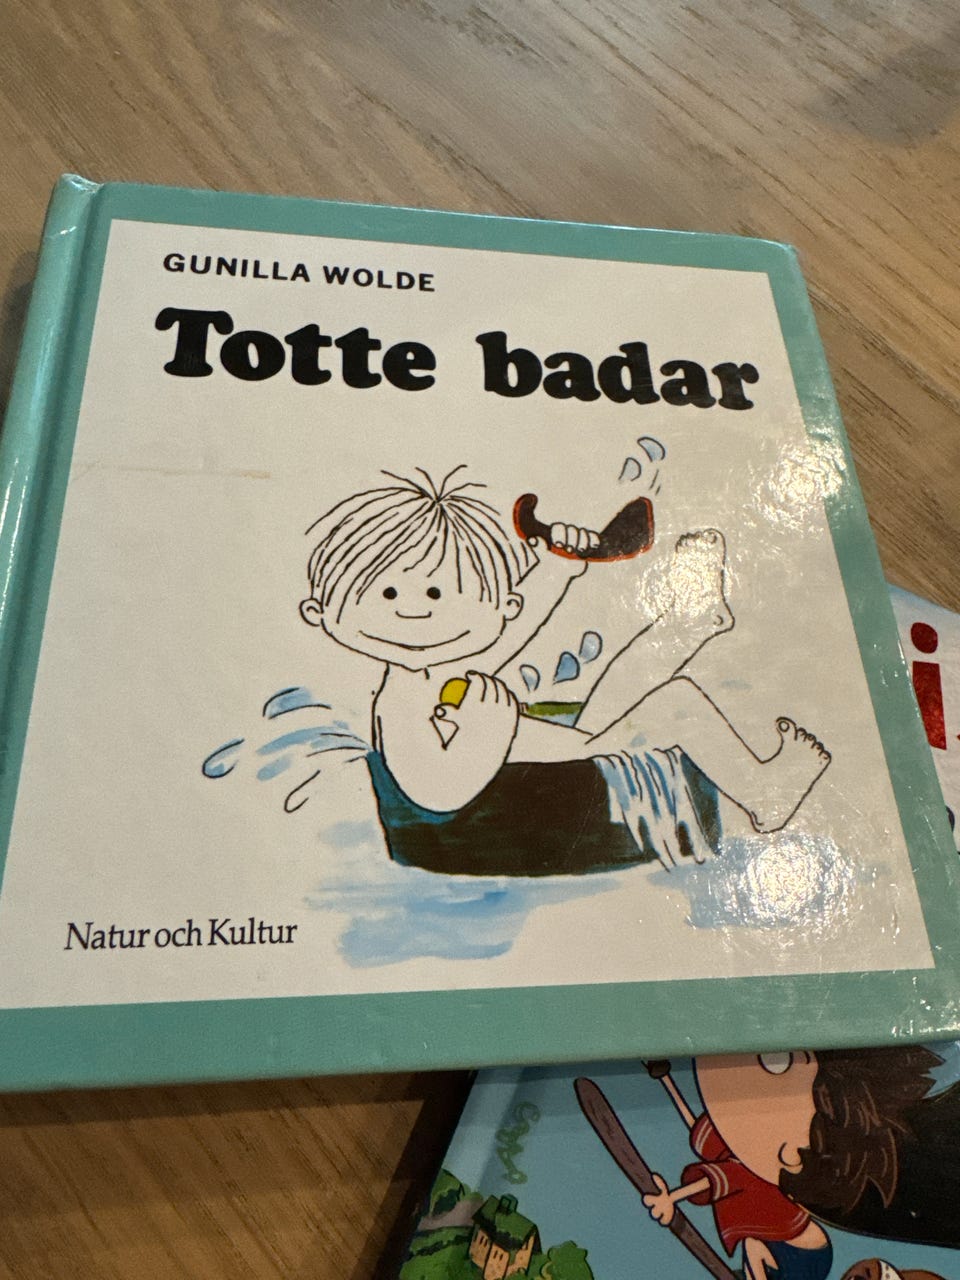 GUNILLA WOLDE
Totte badar
Natur och Kultur